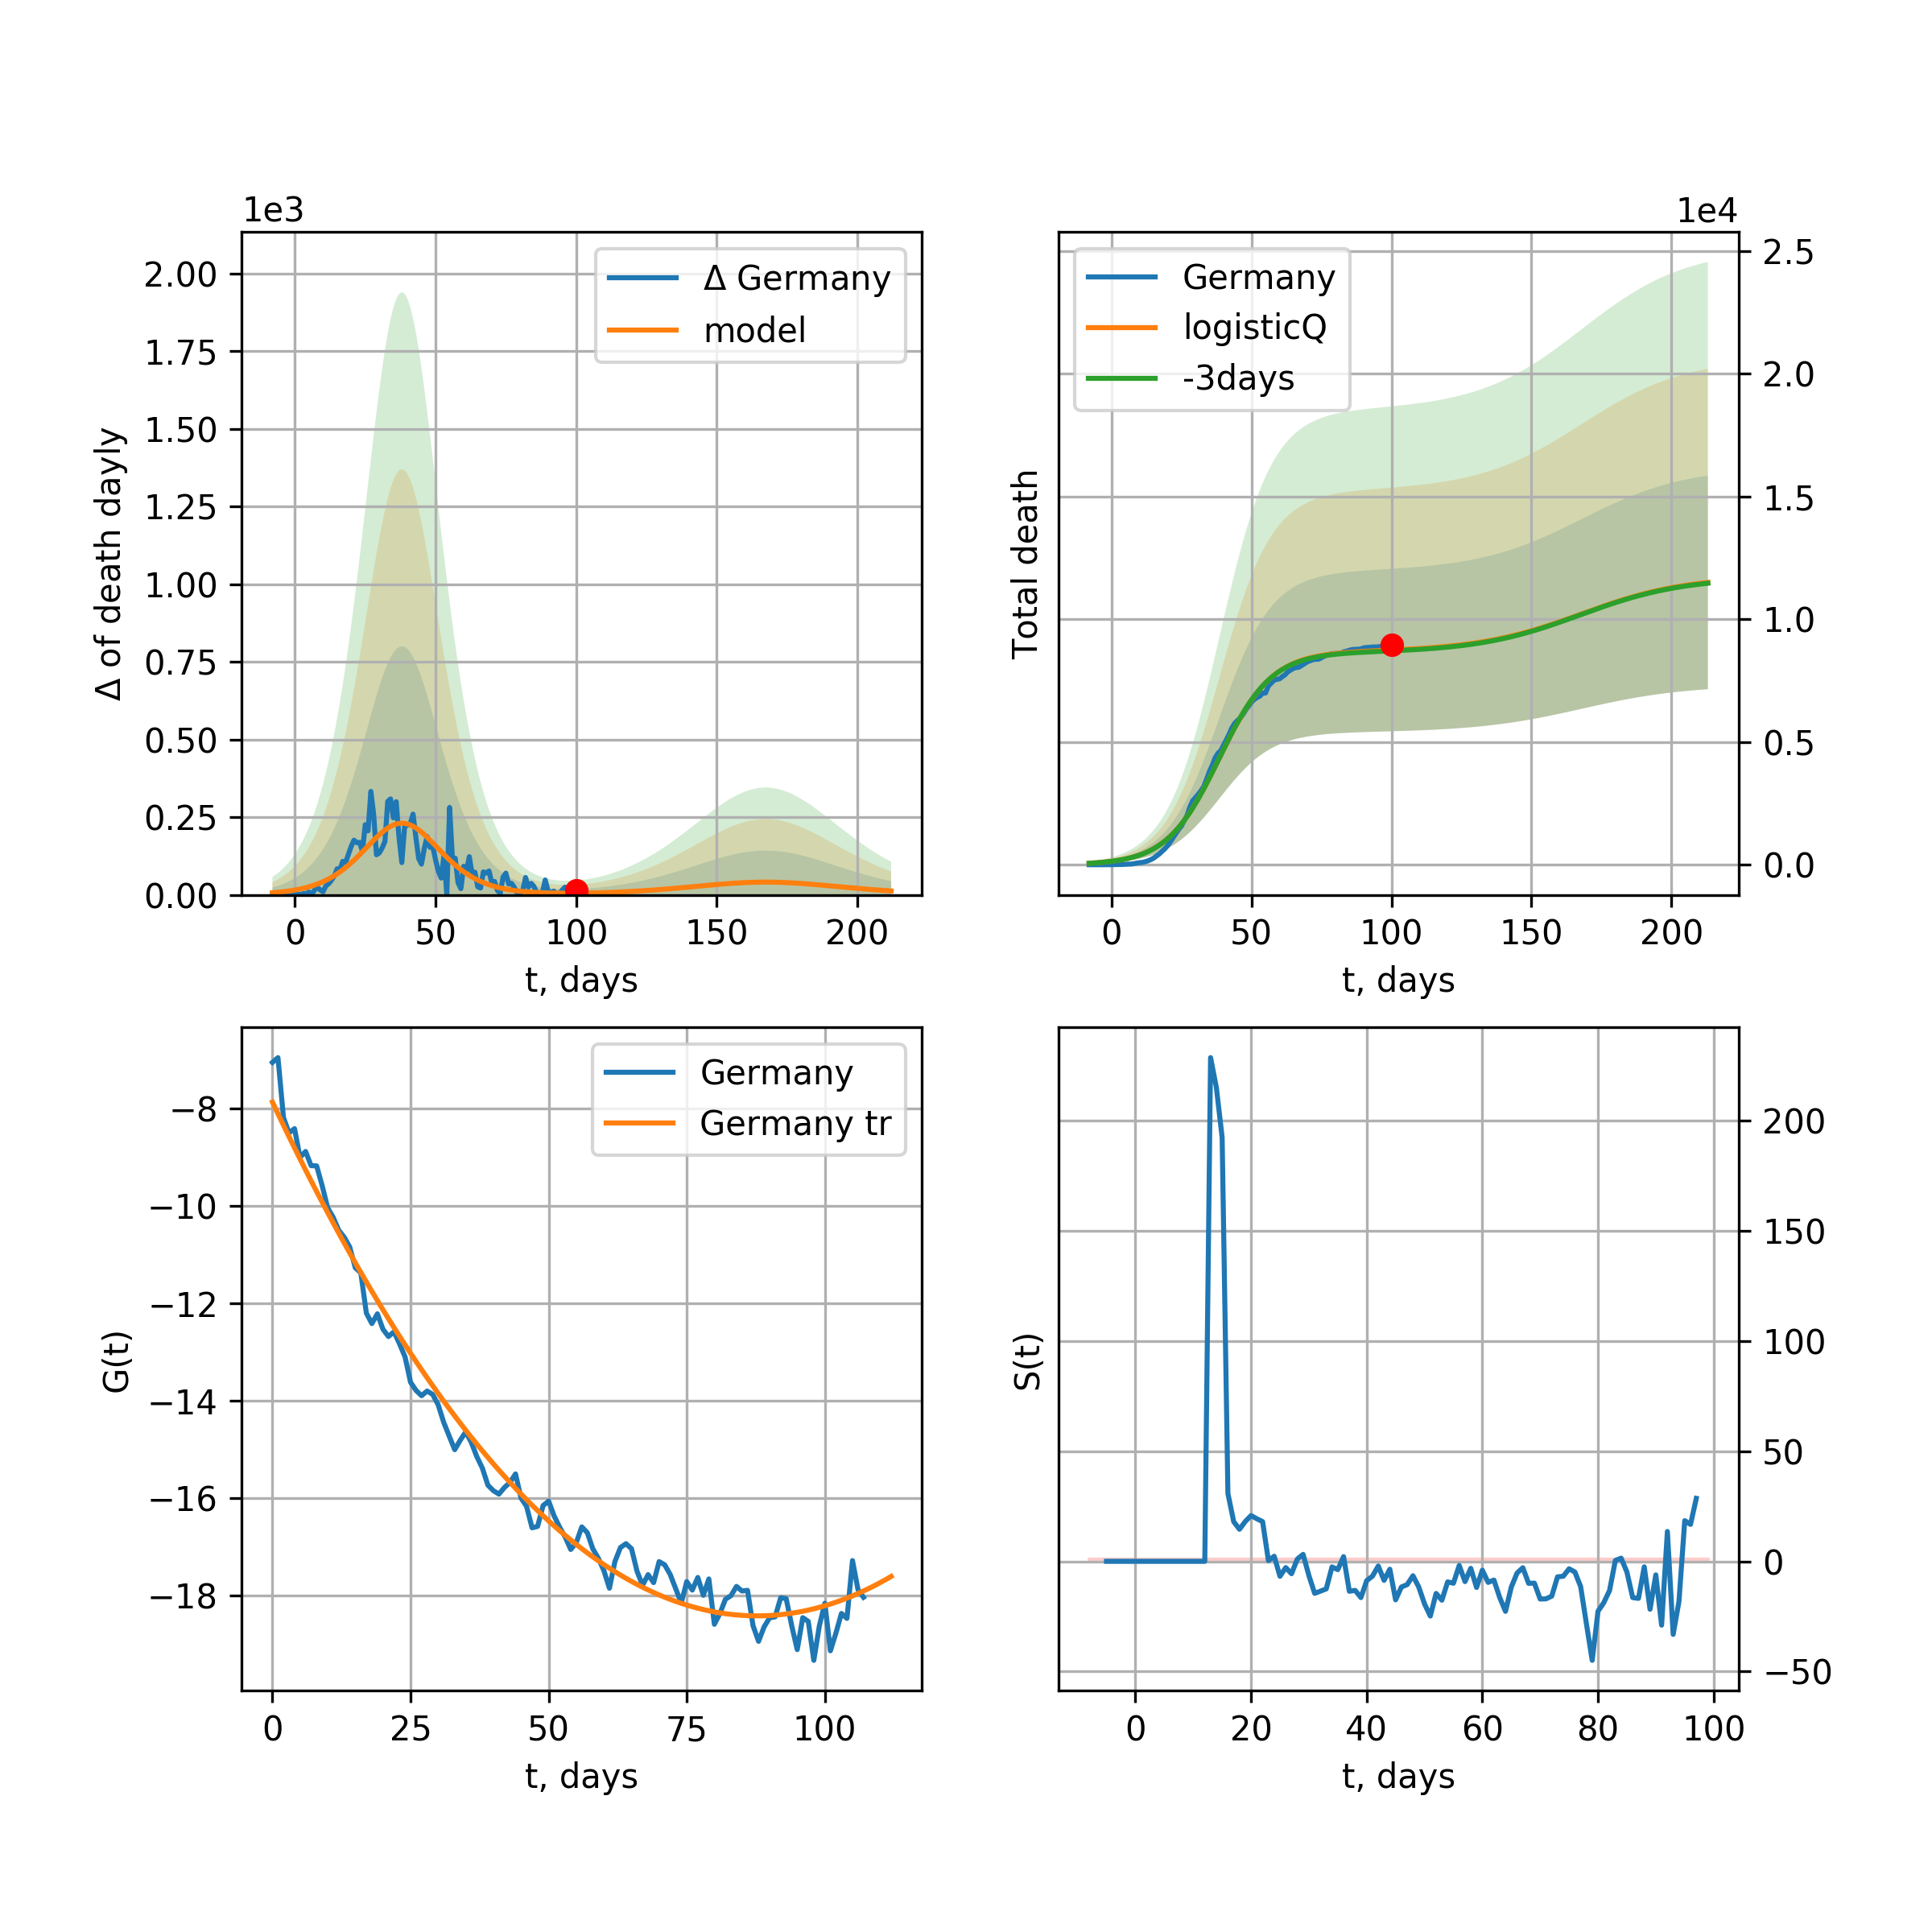 1e3
2.00
1.75
1.50
1.25
1.00
0.75
0.50
0.25
0.00
Δ of death dayly
0 50 100 150 200
t, days
Δ Germany
model
1e4
2.5
2.0
1.5
1.0
0.5
0.0
Total death
0 50 100 150 200
t, days
Germany
logisticQ
-3days
−8
−10
−12
−14
−16
−18
G(t)
0 25 50 75 100
t, days
Germany
Germany tr
200
150
100
50
0
−50
S(t)
0 20 40 60 80 100
t, days